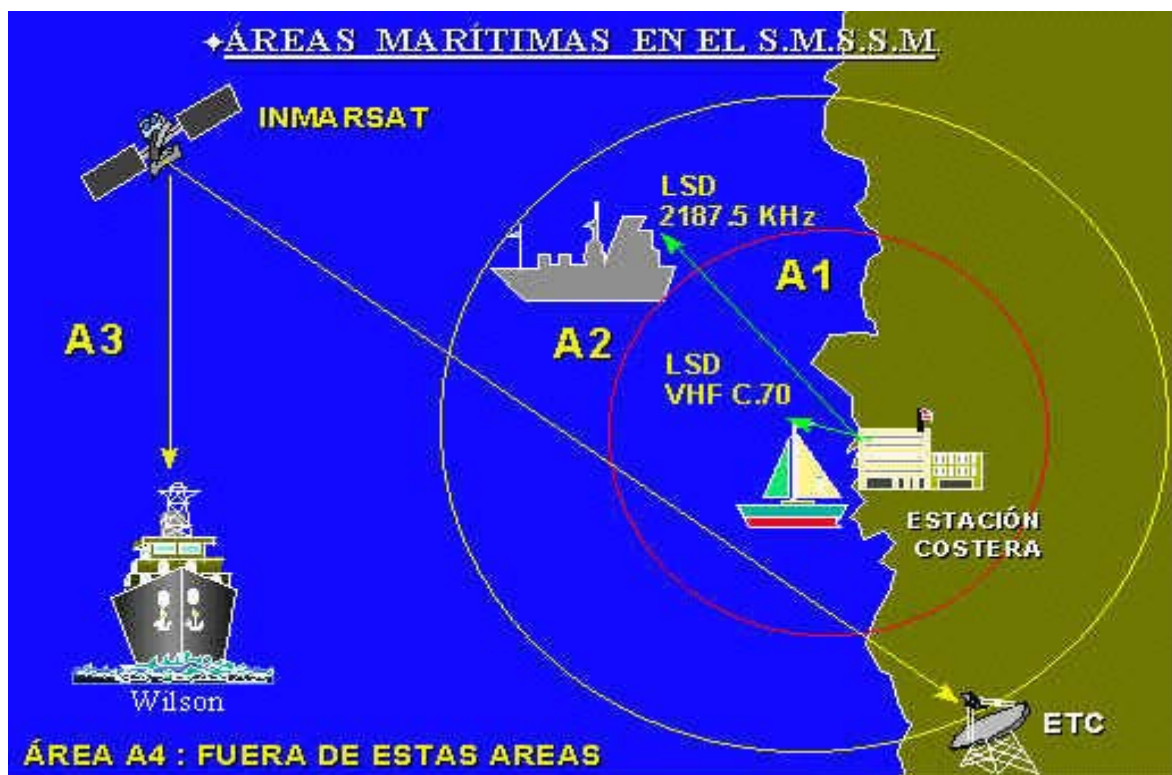 ÁREAS MARÍTIMAS EN EL S.M.S.S.M
INMARSAT
LSD
2187.5 KHz
A1
A3
A2
LSD
VHF C.70
ESTACIÓN
COSTERA
Wilson
ETC
ÁREA A4 : FUERA DE ESTAS AREAS